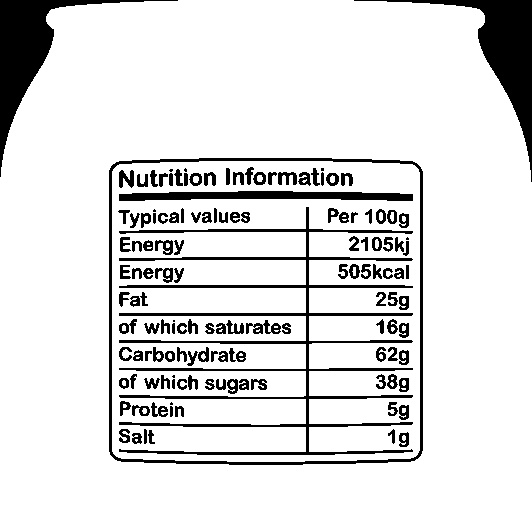 Nutrition Information
Typical values Per 100g
Energy 2105kj
Energy 505kcal
Fat 25g
of which saturates 16g
Carbohydrate 62g
of which sugars 38g
Protein 5g
Salt 1g